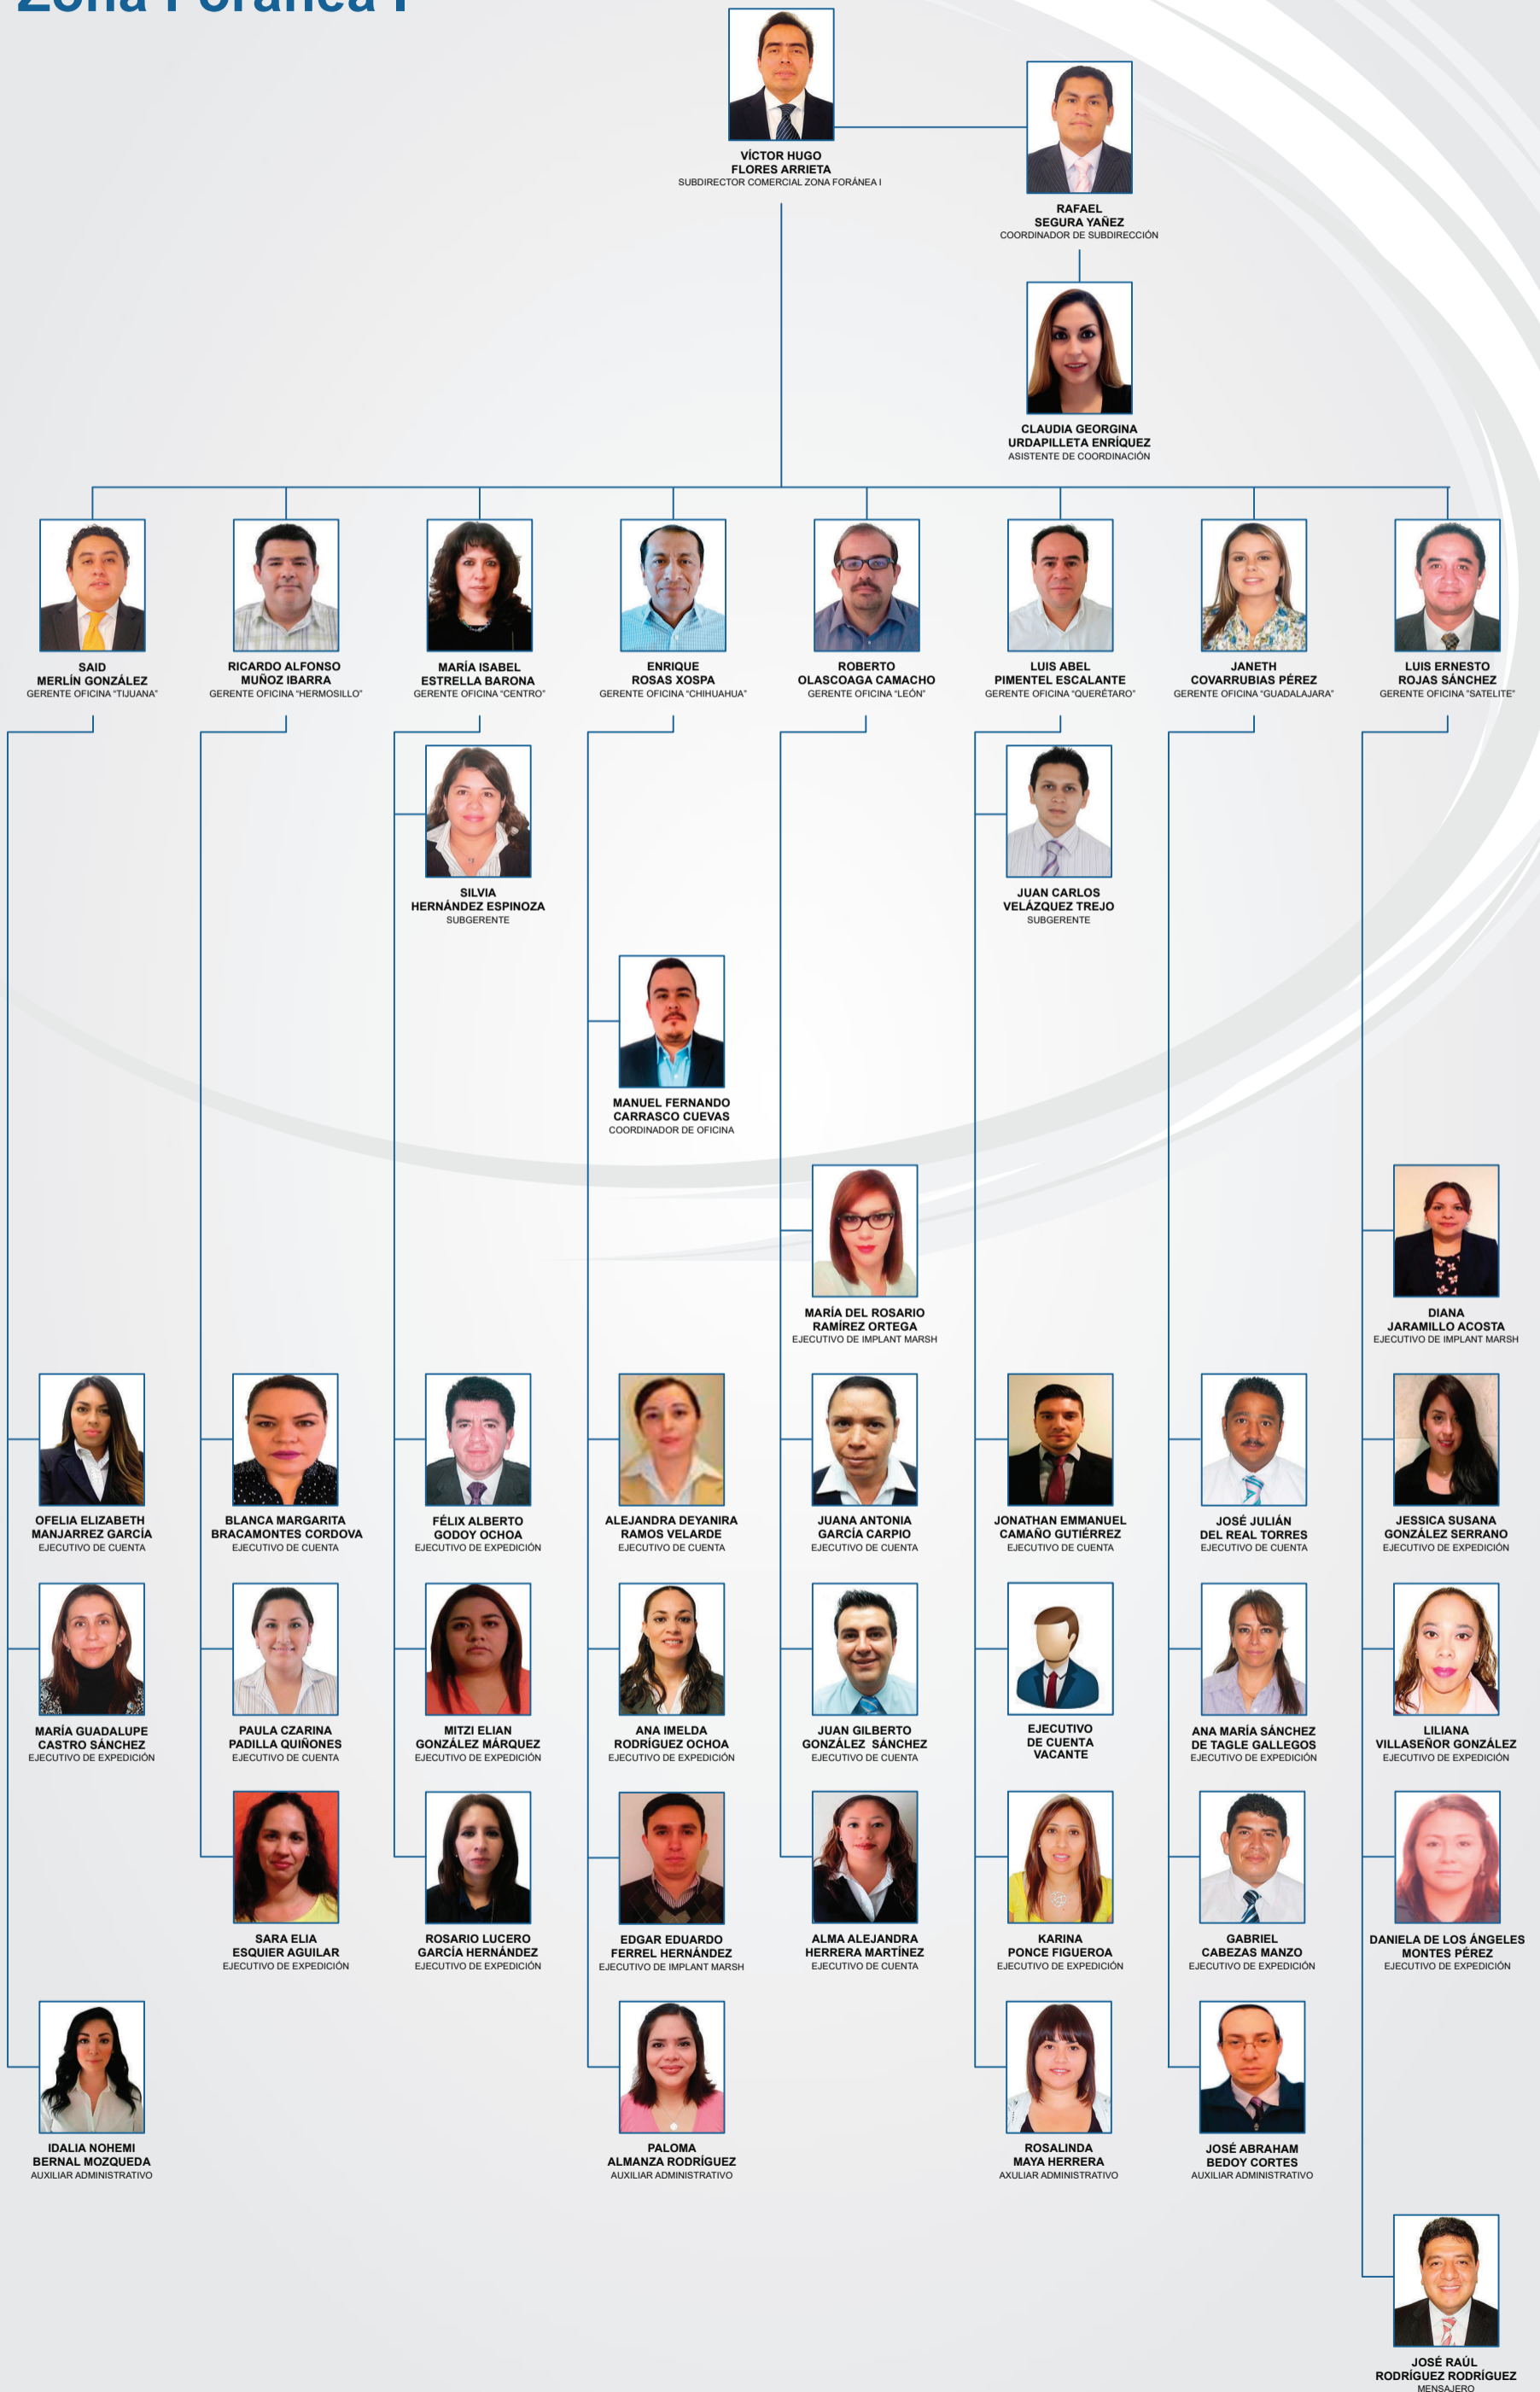 Zona Foránea I
VÍCTOR HUGO
FLORES ARRIETA
SUBDIRECTOR COMERCIAL ZONA FORÁNEA I
RAFAEL
SEGURA YAÑEZ
COORDINADOR DE SUBDIRECCIÓN
CLAUDIA GEORGINA
URDAPILLETA ENRÍQUEZ
ASISTENTE DE COORDINACIÓN
SAID
MERLÍN GONZÁLEZ
GERENTE OFICINA "TIJUANA"
RICARDO ALFONSO
MUÑOZ IBARRA
GERENTE OFICINA "HERMOSILLO"
MARÍA ISABEL
ESTRELLA BARONA
GERENTE OFICINA "CENTRO"
ENRIQUE
ROSAS XOSPA
GERENTE OFICINA "CHIHUAHUA"
ROBERTO
OLASCOAGA CAMACHO
GERENTE OFICINA "LEÓN"
LUIS ABEL
PIMENTEL ESCALANTE
GERENTE OFICINA "QUERÉTARO"
JANETH
COVARRUBIAS PÉREZ
GERENTE OFICINA "GUADALAJARA"
LUIS ERNESTO
ROJAS SÁNCHEZ
GERENTE OFICINA "SATELITE"
SILVIA
HERNÁNDEZ ESPINOZA
SUBGERENTE
JUAN CARLOS
VELÁZQUEZ TREJO
SUBGERENTE
MANUEL FERNANDO
CARRASCO CUEVAS
COORDINADOR DE OFICINA
MARÍA DEL ROSARIO
RAMÍREZ ORTEGA
EJECUTIVO DE IMPLANT MARSH
DIANA
JARAMILLO ACOSTA
EJECUTIVO DE IMPLANT MARSH
OFELIA ELIZABETH
MANJARREZ GARCÍA
EJECUTIVO DE CUENTA
BLANCA MARGARITA
BRACAMONTES CORDOVA
EJECUTIVO DE CUENTA
FÉLIX ALBERTO
GODOY OCHOA
EJECUTIVO DE EXPEDICIÓN
ALEJANDRA DEYANIRA
RAMOS VELARDE
EJECUTIVO DE CUENTA
JUANA ANTONIA
GARCÍA CARPIO
EJECUTIVO DE CUENTA
JONATHAN EMMANUEL
CAMAÑO GUTIÉRREZ
EJECUTIVO DE CUENTA
JOSÉ JULIÁN
DEL REAL TORRES
EJECUTIVO DE CUENTA
JESSICA SUSANA
GONZÁLEZ SERRANO
EJECUTIVO DE EXPEDICIÓN
MARÍA GUADALUPE
CASTRO SÁNCHEZ
EJECUTIVO DE EXPEDICIÓN
PAULA CZARINA
PADILLA QUIÑONES
EJECUTIVO DE CUENTA
MITZI ELIAN
GONZÁLEZ MÁRQUEZ
EJECUTIVO DE EXPEDICIÓN
ANA IMELDA
RODRÍGUEZ OCHOA
EJECUTIVO DE EXPEDICIÓN
JUAN GILBERTO
GONZÁLEZ SÁNCHEZ
EJECUTIVO DE CUENTA
EJECUTIVO
DE CUENTA
VACANTE
ANA MARÍA SÁNCHEZ
DE TAGLE GALLEGOS
EJECUTIVO DE EXPEDICIÓN
LILIANA
VILLASEÑOR GONZÁLEZ
EJECUTIVO DE EXPEDICIÓN
SARA ELIA
ESQUIER AGUILAR
EJECUTIVO DE EXPEDICIÓN
ROSARIO LUCERO
GARCÍA HERNÁNDEZ
EJECUTIVO DE EXPEDICIÓN
EDGAR EDUARDO
FERREL HERNÁNDEZ
EJECUTIVO DE IMPLANT MARSH
ALMA ALEJANDRA
HERRERA MARTÍNEZ
EJECUTIVO DE CUENTA
KARINA
PONCE FIGUEROA
EJECUTIVO DE EXPEDICIÓN
GABRIEL
CABEZAS MANZO
EJECUTIVO DE EXPEDICIÓN
DANIELA DE LOS ÁNGELES
MONTES PÉREZ
EJECUTIVO DE EXPEDICIÓN
IDALIA NOHEMI
BERNAL MOZQUEDA
AUXILIAR ADMINISTRATIVO
PALOMA
ALMANZA RODRÍGUEZ
AUXILIAR ADMINISTRATIVO
ROSALINDA
MAYA HERRERA
AXULIAR ADMINISTRATIVO
JOSÉ ABRAHAM
BEDOY CORTES
AUXILIAR ADMINISTRATIVO
JOSÉ RAÚL
RODRÍGUEZ RODRÍGUEZ
MENSAJERO